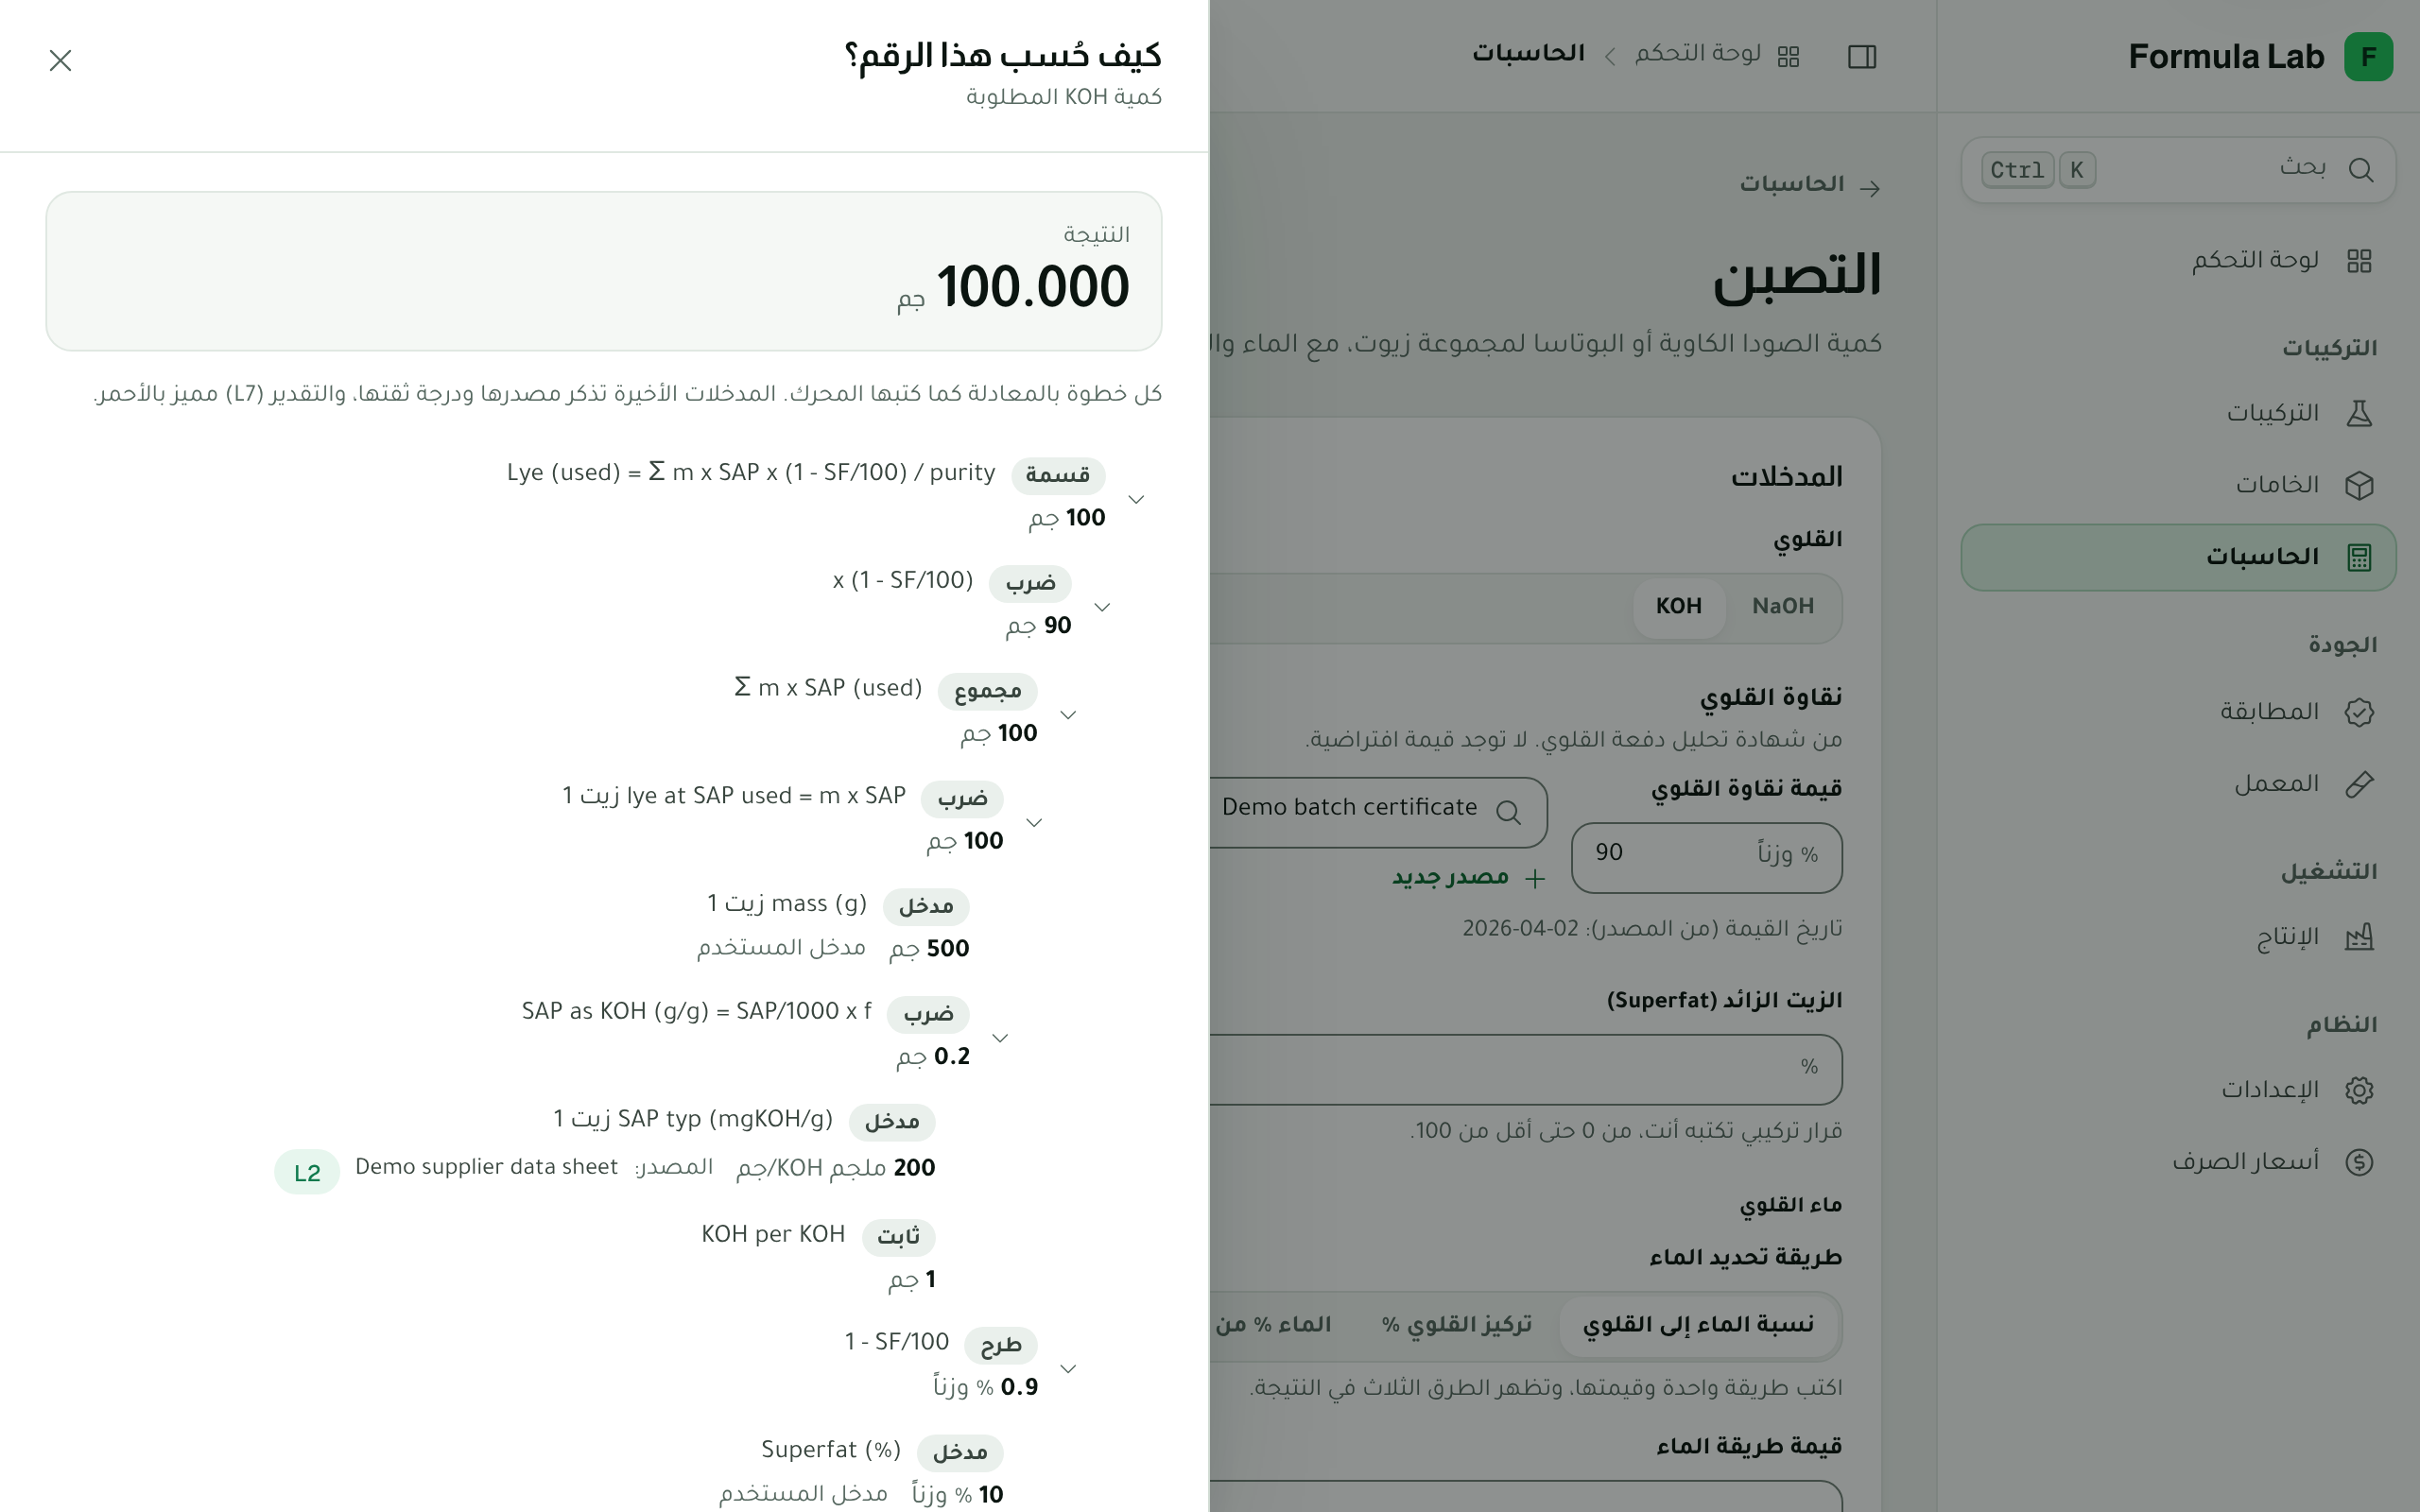 Formula Lab
F
بحث
Ctrl K
لوحة التحكم
التركيبات
التركيبات
الخامات
الحاسبات
الجودة
المطابقة
المعمل
التشغيل
الإنتاج
النظام
الإعدادات
أسعار الصرف
لوحة التحكم
الحاسبات
الحاسبات
التصبن
كمية الصودا الكاوية أو البوتاسا لمجموعة زيوت، مع الماء
المدخلات
القلوي
NaOH
KOH
نقاوة القلوي
من شهادة تحليل دفعة القلوي. لا توجد قيمة افتراضية.
قيمة نقاوة القلوي
Demo batch certificate
90 % وزناً
مصدر جديد
تاريخ القيمة (من المصدر): 2026-04-02
الزيت الزائد (Superfat)
%
قرار تركيبي تكتبه أنت، من 0 حتى أقل من 100.
ماء القلوي
طريقة تحديد الماء
نسبة الماء إلى القلوي
تركيز القلوي %
الماء % من
اكتب طريقة واحدة وقيمتها، وتظهر الطرق الثلاث في النتيجة.
قيمة طريقة الماء
كيف حُسب هذا الرقم؟
كمية KOH المطلوبة
النتيجة
100.000 جم
كل خطوة بالمعادلة كما كتبها المحرك. المدخلات الأخيرة تذكر مصدرها ودرجة ثقتها، والتقدير (L7) مميز بالأحمر.
قسمة Lye (used) = Σ m x SAP x (1 - SF/100) / purity
100 جم
ضرب x (1 - SF/100)
90 جم
مجموع Σ m x SAP (used)
100 جم
ضرب lye at SAP used = m x SAP زيت 1
100 جم
مدخل mass (g) زيت 1
500 جم مدخل المستخدم
ضرب SAP as KOH (g/g) = SAP/1000 x f
0.2 جم
مدخل SAP typ (mgKOH/g) زيت 1
200 ملجم KOH/جم المصدر: Demo supplier data sheet L2
ثابت KOH per KOH
1 جم
طرح 1 - SF/100
0.9 % وزناً
مدخل Superfat (%)
10 % وزناً مدخل المستخدم